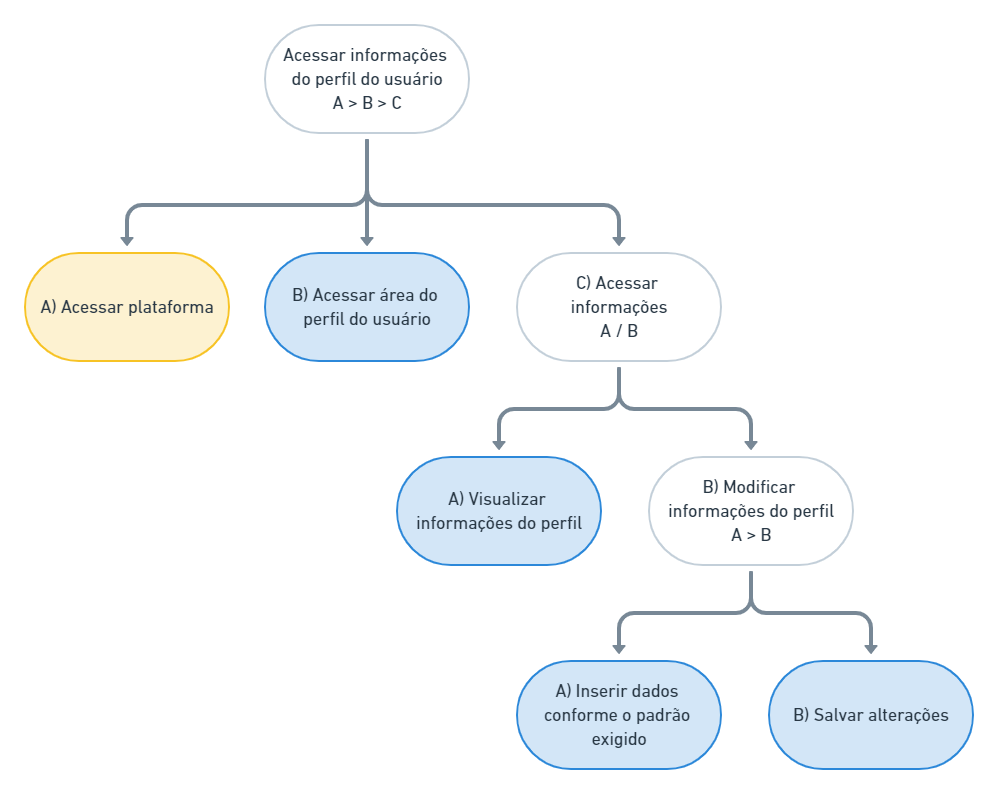 Acessar informações
do perfil do usuário
A > B > C
A) Acessar plataforma
B) Acessar área do
perfil do usuário
C) Acessar
informações
A / B
A) Visualizar
informações do perfil
B) Modificar
informações do perfil
A > B
A) Inserir dados
conforme o padrão
exigido
B) Salvar alterações